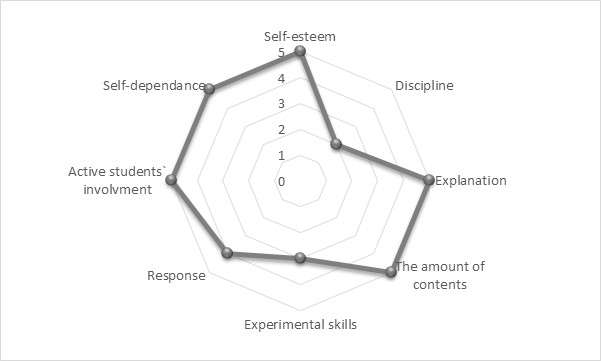 Self-esteem
5
Self-dependance
Discipline
4
3
2
Active students`
involvment
1
0
Explanation
Response
The amount of
contents
Experimental skills